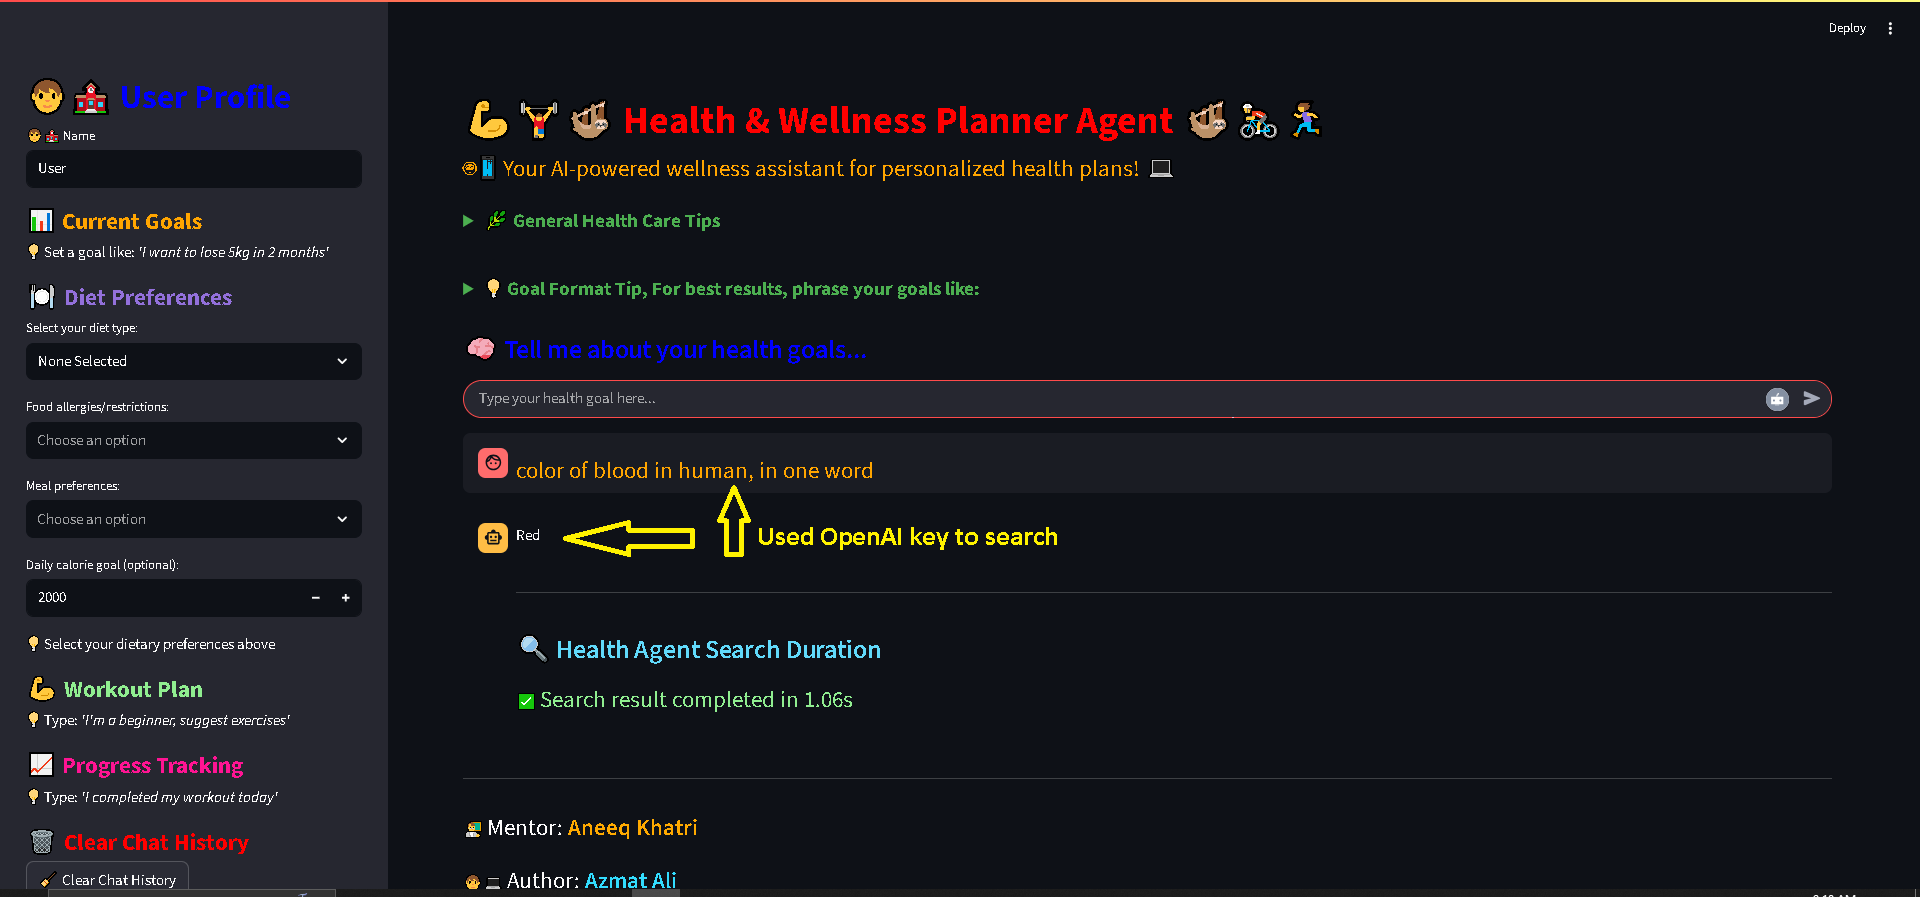 Deploy
User Profile
Name
User
Current Goals
Set a goal like: 'I want to lose 5kg in 2 months'
Diet Preferences
Select your diet type:
None Selected
Food allergies/restrictions:
Choose an option
Meal preferences:
Choose an option
Daily calorie goal (optional):
2000
Select your dietary preferences above
Workout Plan
Type: 'I'm a beginner, suggest exercises'
Progress Tracking
Type: 'I completed my workout today'
Clear Chat History
Clear Chat History
Health & Wellness Planner Agent
Your AI-powered wellness assistant for personalized health plans!
General Health Care Tips
Goal Format Tip, For best results, phrase your goals like:
Tell me about your health goals...
Type your health goal here...
color of blood in human, in one word
Red
Used OpenAI key to search
Health Agent Search Duration
Search result completed in 1.06s
Mentor: Aneeq Khatri
Author: Azmat Ali